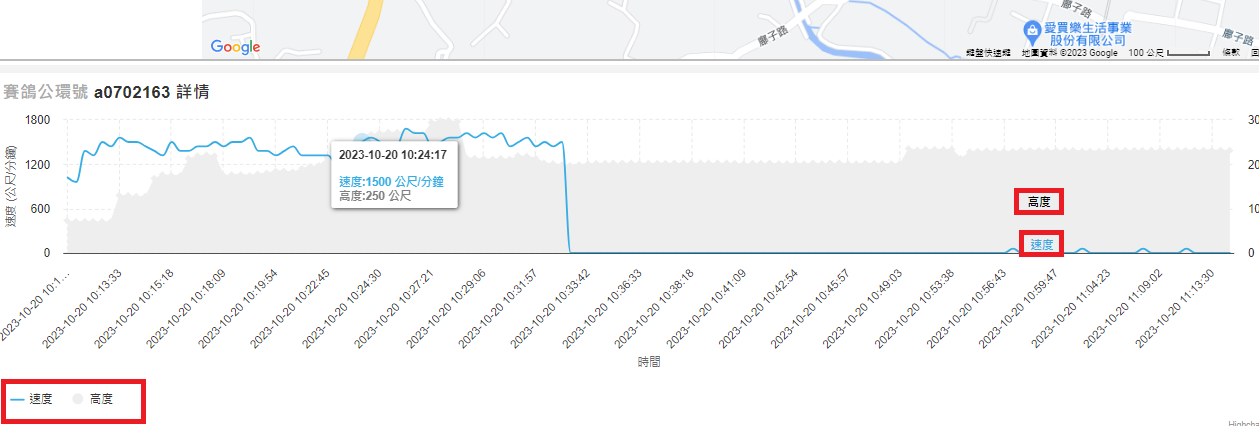 廍子路
愛買樂生活事業
股份有限公司
廍子路
廍子路
Google
鍵盤快速鍵 地圖資料 ©2023 Google 100 公尺 條款
賽鴿公環號 a0702163 詳情
速度 (公尺/分鐘)
1800
1200
600
0
30
20
10
0
2023-10-20 10:24:17
速度:1500 公尺/分鐘
高度:250 公尺
高度
速度
2023-10-20 10:1...
2023-10-20 10:13:33
2023-10-20 10:15:18
2023-10-20 10:18:09
2023-10-20 10:19:54
2023-10-20 10:22:45
2023-10-20 10:24:30
2023-10-20 10:27:21
2023-10-20 10:29:06
2023-10-20 10:31:57
2023-10-20 10:33:42
2023-10-20 10:36:33
2023-10-20 10:38:18
2023-10-20 10:41:09
2023-10-20 10:42:54
2023-10-20 10:45:57
2023-10-20 10:49:03
2023-10-20 10:53:38
2023-10-20 10:56:43
2023-10-20 10:59:47
2023-10-20 11:04:23
2023-10-20 11:09:02
2023-10-20 11:13:30
時間
速度 高度
Highcha